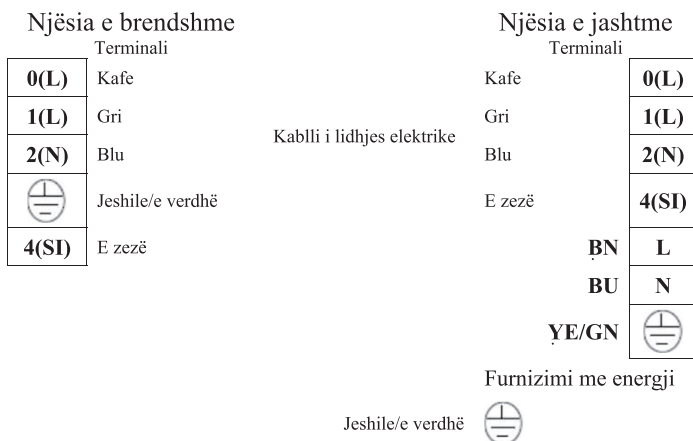 Njësia e brendshme
Terminali
0(L) Kafe
1(L) Gri
2(N) Blu
Jeshile/e verdhë
4(SI) E zezë
Kablli i lidhjes elektrike
Njësia e jashtme
Terminali
Kafe 0(L)
Gri 1(L)
Blu 2(N)
E zezë 4(SI)
BN L
BU N
YE/GN
Furnizimi me energji
Jeshile/e verdhë